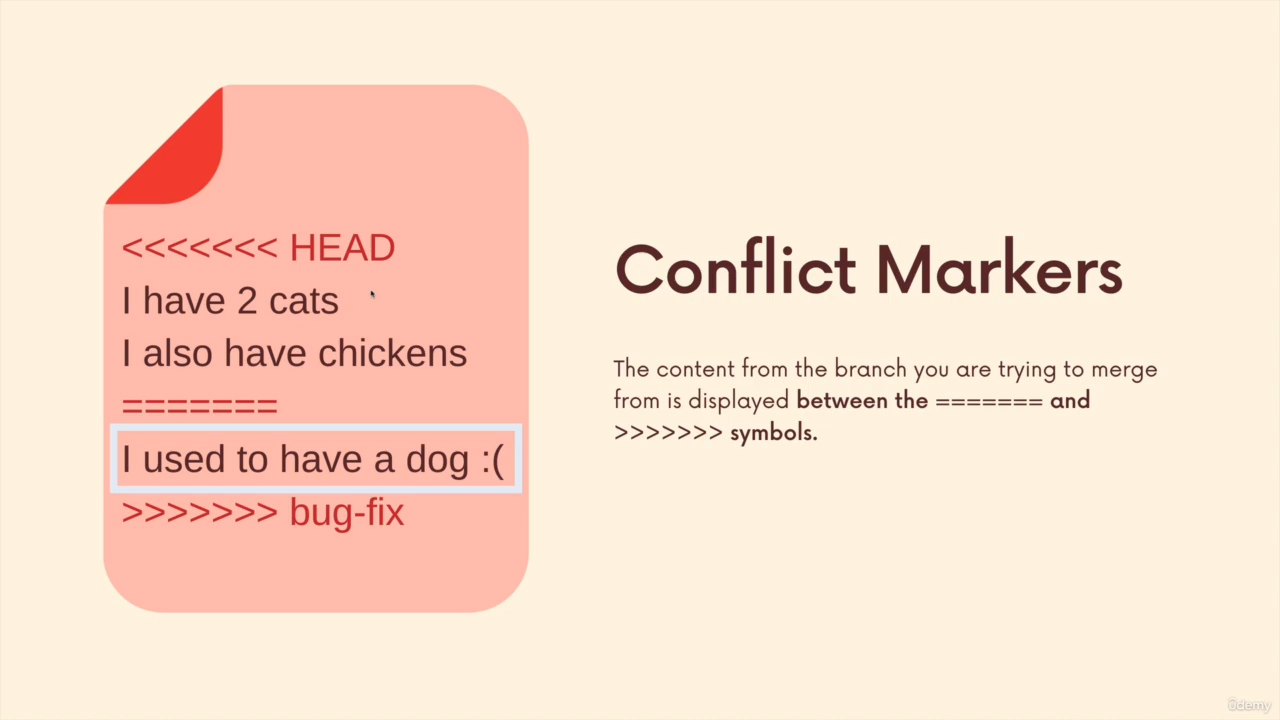 <<<<<<< HEAD
I have 2 cats
I also have chickens
=======
I used to have a dog :(
>>>>>>> bug-fix
Conflict Markers
The content from the branch you are trying to merge
from is displayed between the ======= and
>>>>>>> symbols.
ûdemy